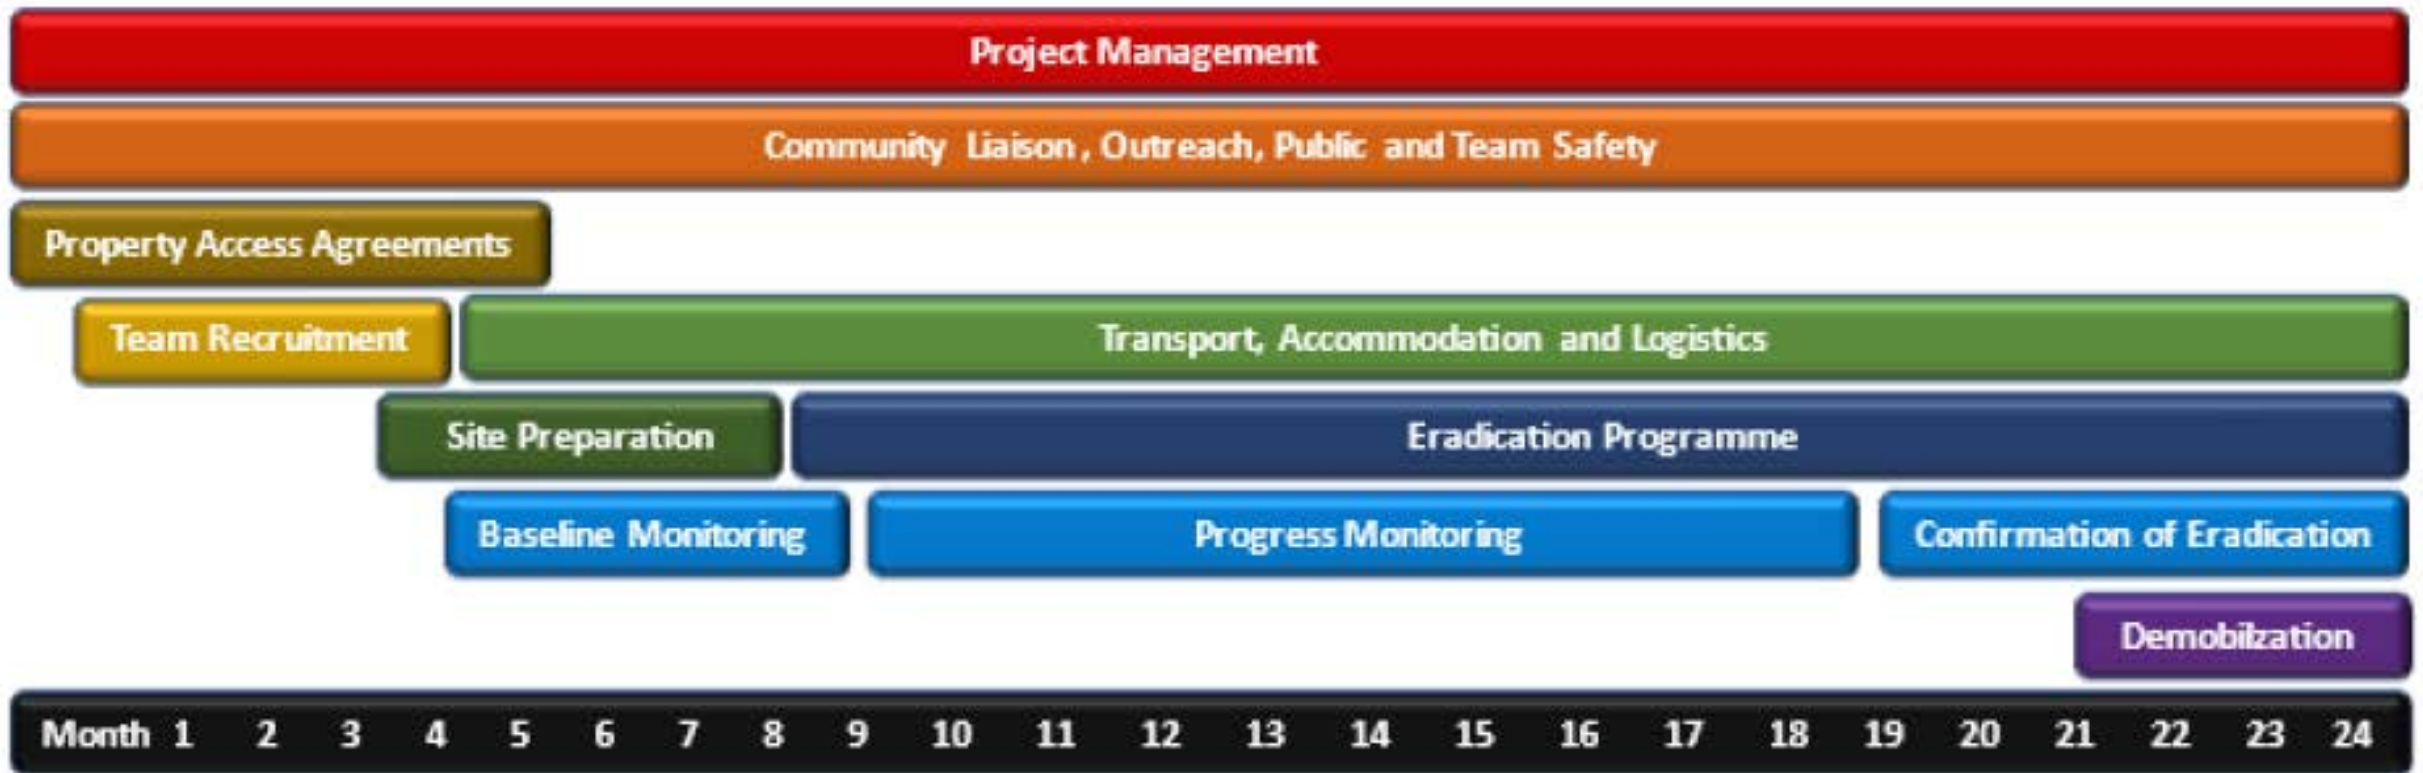 Project Management
Community Liaison, Outreach, Public and Team Safety
Property Access Agreements
Team Recruitment
Transport, Accommodation and Logistics
Site Preparation
Eradication Programme
Baseline Monitoring
Progress Monitoring
Confirmation of Eradication
Demobilzation
Month 1 2 3 4 5 6 7 8 9 10 11 12 13 14 15 16 17 18 19 20 21 22 23 24